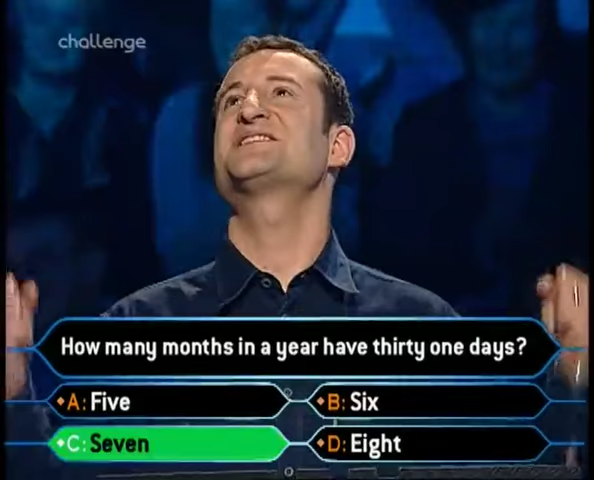 challenge
How many months in a year have thirty one days?
A: Five
B: Six
C: Seven
D: Eight